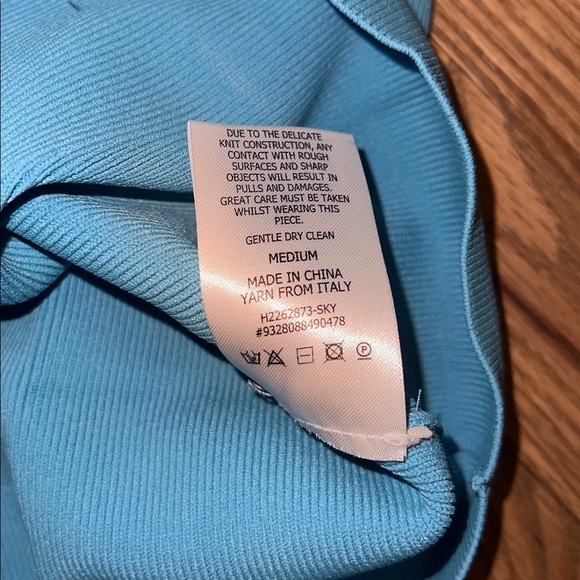 DUE TO THE DELICATE
KNIT CONSTRUCTION, ANY
CONTACT WITH ROUGH
SURFACES AND SHARP
OBJECTS WILL RESULT IN
PULLS AND DAMAGES.
GREAT CARE MUST BE TAKEN
WHILST WEARING THIS
PIECE.
GENTLE DRY CLEAN
MEDIUM
MADE IN CHINA
YARN FROM ITALY
H2262873-SKY
#9328088490478